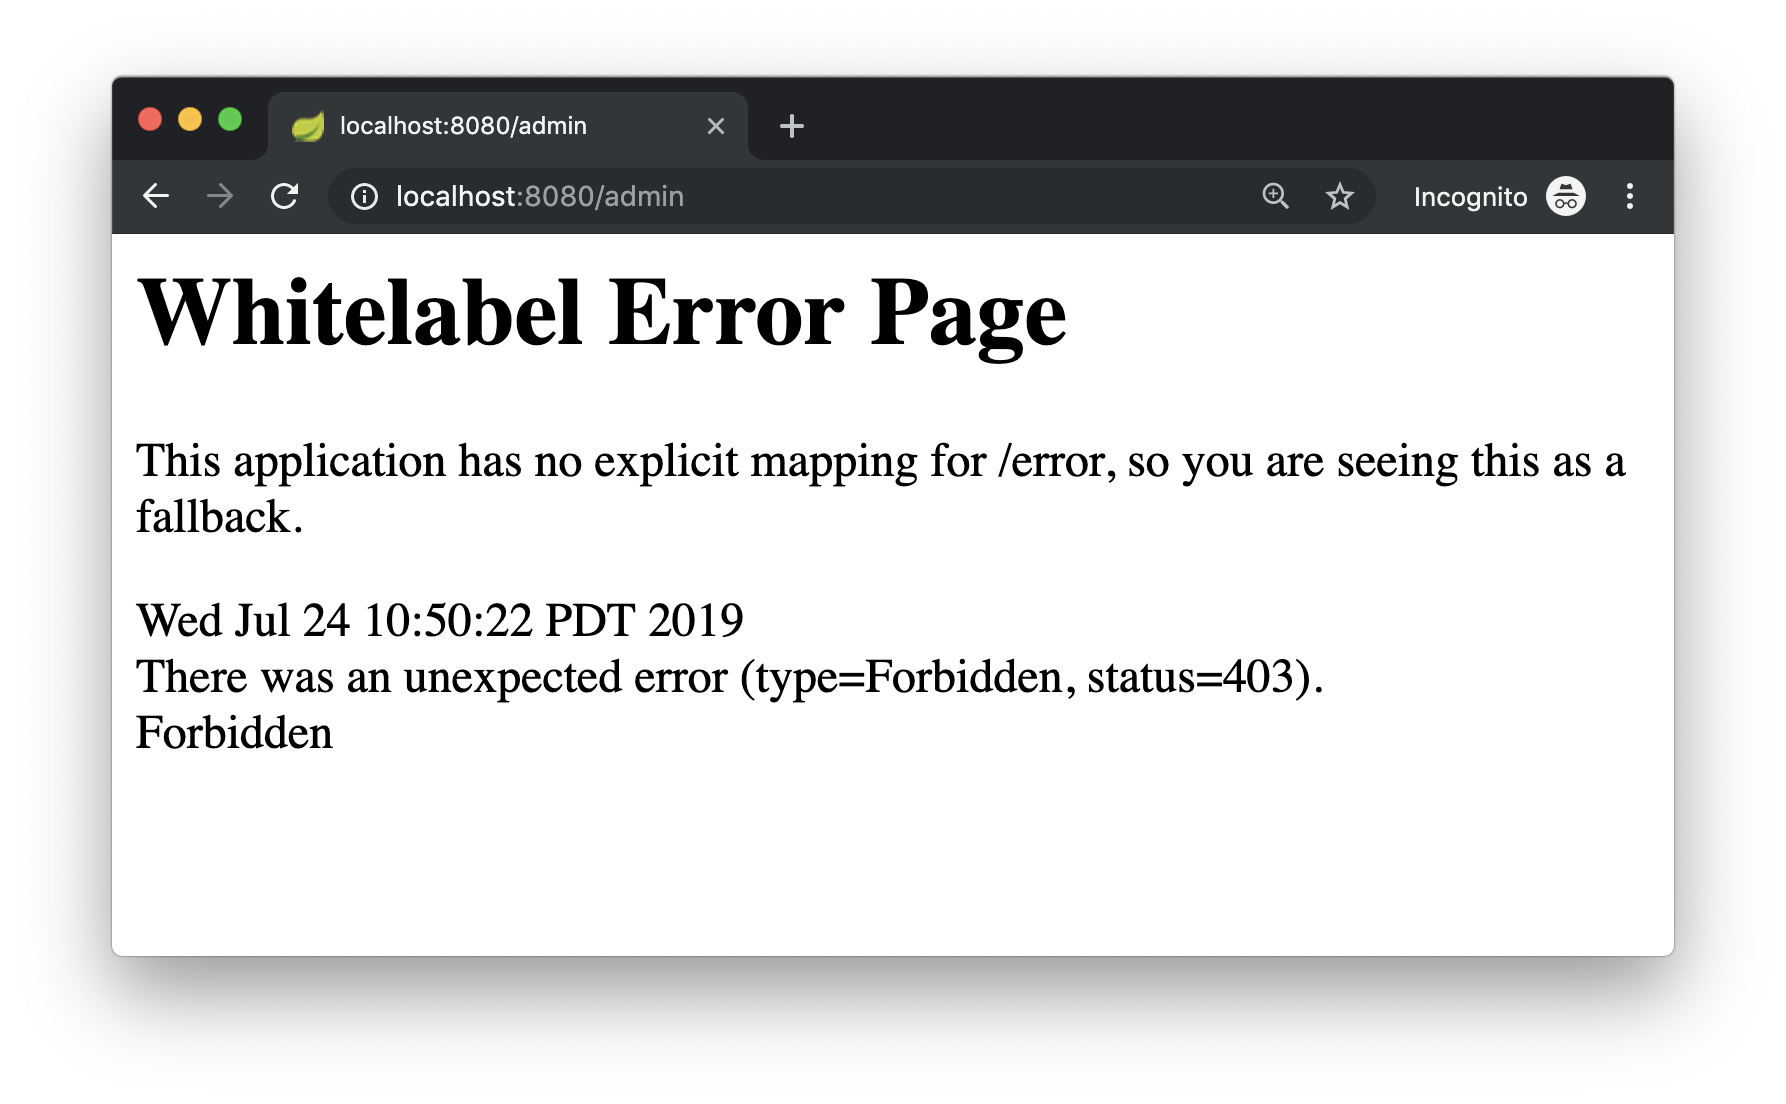 localhost:8080/admin
localhost:8080/admin
Incognito
Whitelabel Error Page
This application has no explicit mapping for /error, so you are seeing this as a
fallback.
Wed Jul 24 10:50:22 PDT 2019
There was an unexpected error (type=Forbidden, status=403).
Forbidden